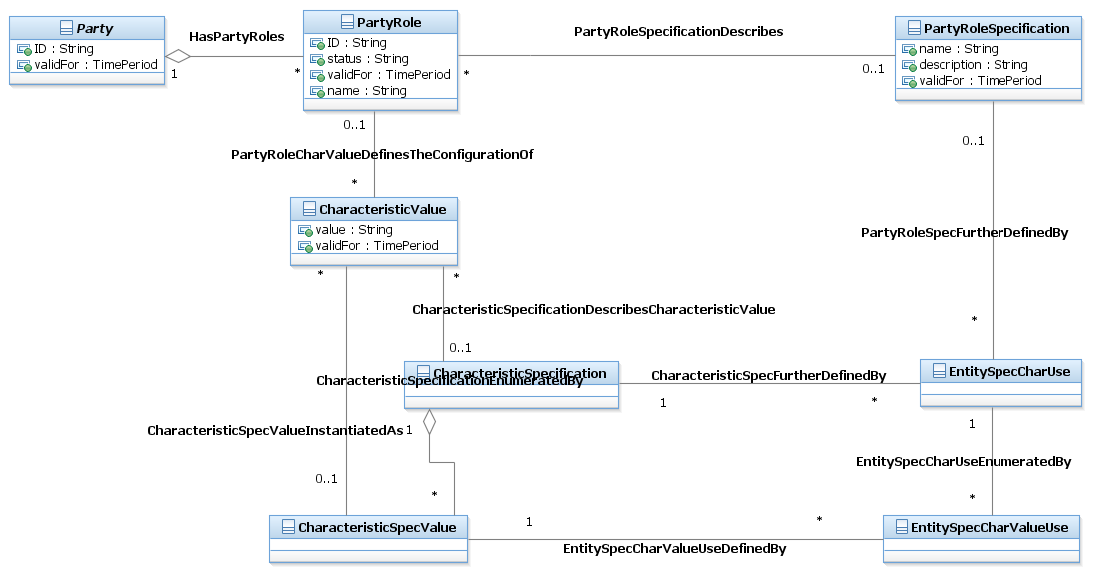 Party
ID : String
validFor : TimePeriod
HasPartyRoles
1
*
PartyRole
ID : String
status : String
validFor : TimePeriod
name : String
PartyRoleSpecificationDescribes
*
0..1
PartyRoleSpecification
name : String
description : String
validFor : TimePeriod
0..1
PartyRoleCharValueDefinesTheConfigurationOf
*
0..1
PartyRoleSpecFurtherDefinedBy
*
CharacteristicValue
value : String
validFor : TimePeriod
*
*
CharacteristicSpecificationDescribesCharacteristicValue
0..1
CharacteristicSpecification
CharacteristicSpecificationEnumeratedBy
CharacteristicSpecFurtherDefinedBy
1
*
EntitySpecCharUse
CharacteristicSpecValueInstantiatedAs
1
1
EntitySpecCharUseEnumeratedBy
0..1
*
*
CharacteristicSpecValue
1
*
EntitySpecCharValueUseDefinedBy
EntitySpecCharValueUse